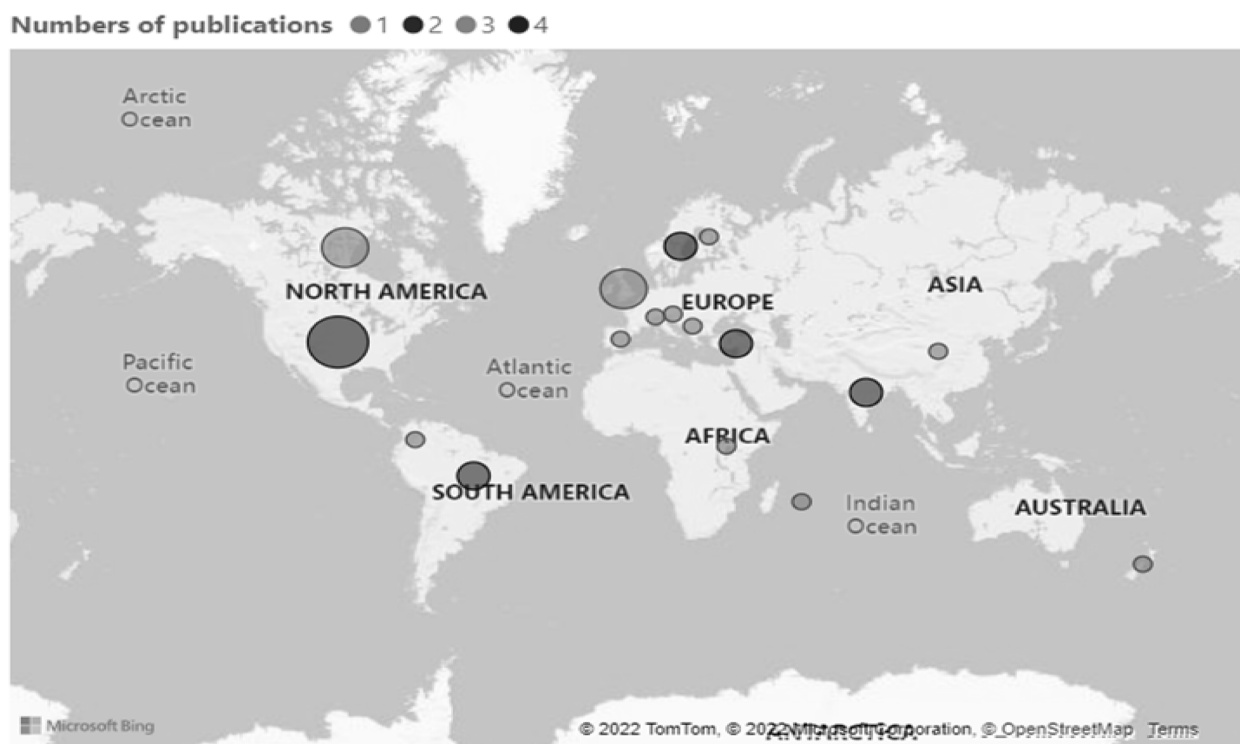 Numbers of publications 1 2 3 4
Arctic
Ocean
NORTH AMERICA
EUROPE
ASIA
Pacific
Ocean
Atlantic
Ocean
AFRICA
SOUTH AMERICA
Indian
Ocean
AUSTRALIA
ANTARCTICA
Microsoft Bing
© 2022 TomTom, © 2022 Microsoft Corporation, © OpenStreetMap Terms